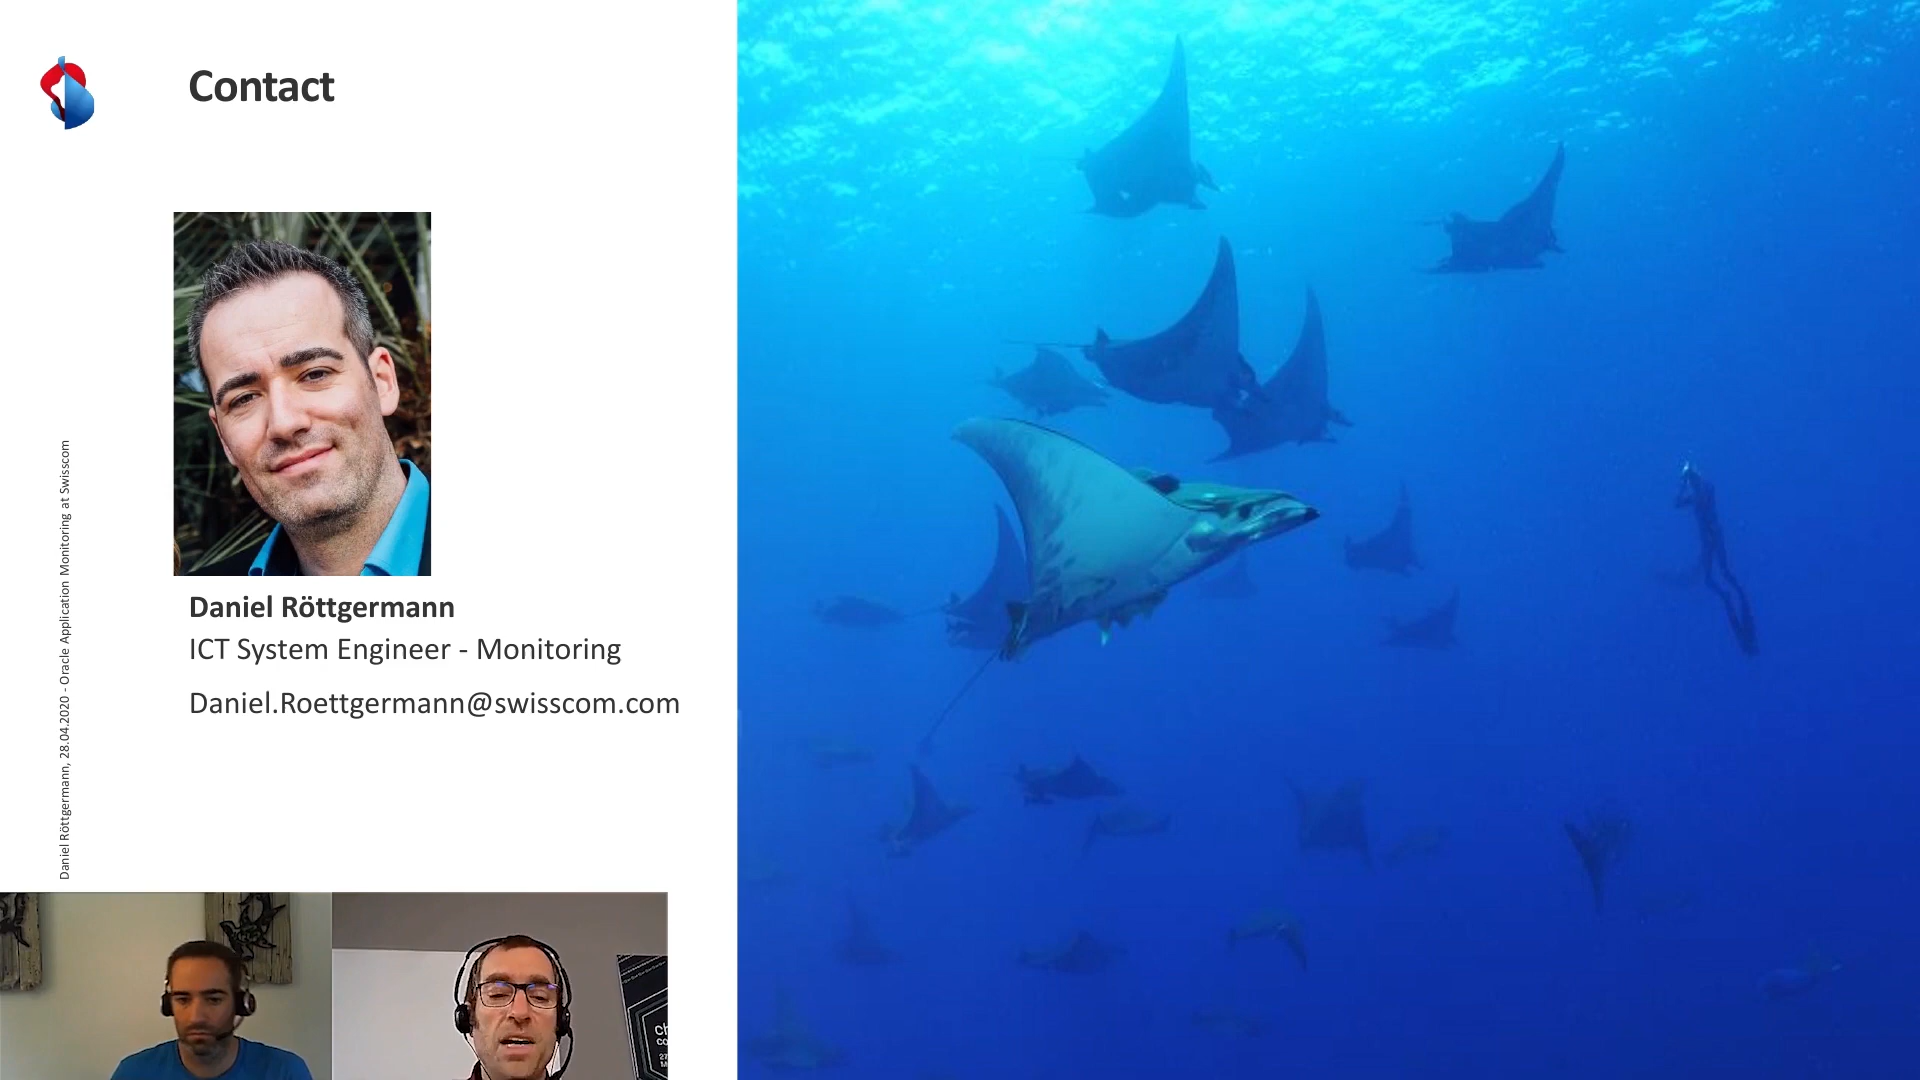 Contact
Daniel Röttgermann
ICT System Engineer - Monitoring
Daniel.Roettgermann@swisscom.com
Daniel Röttgermann, 28.04.2020 - Oracle Application Monitoring at Swisscom